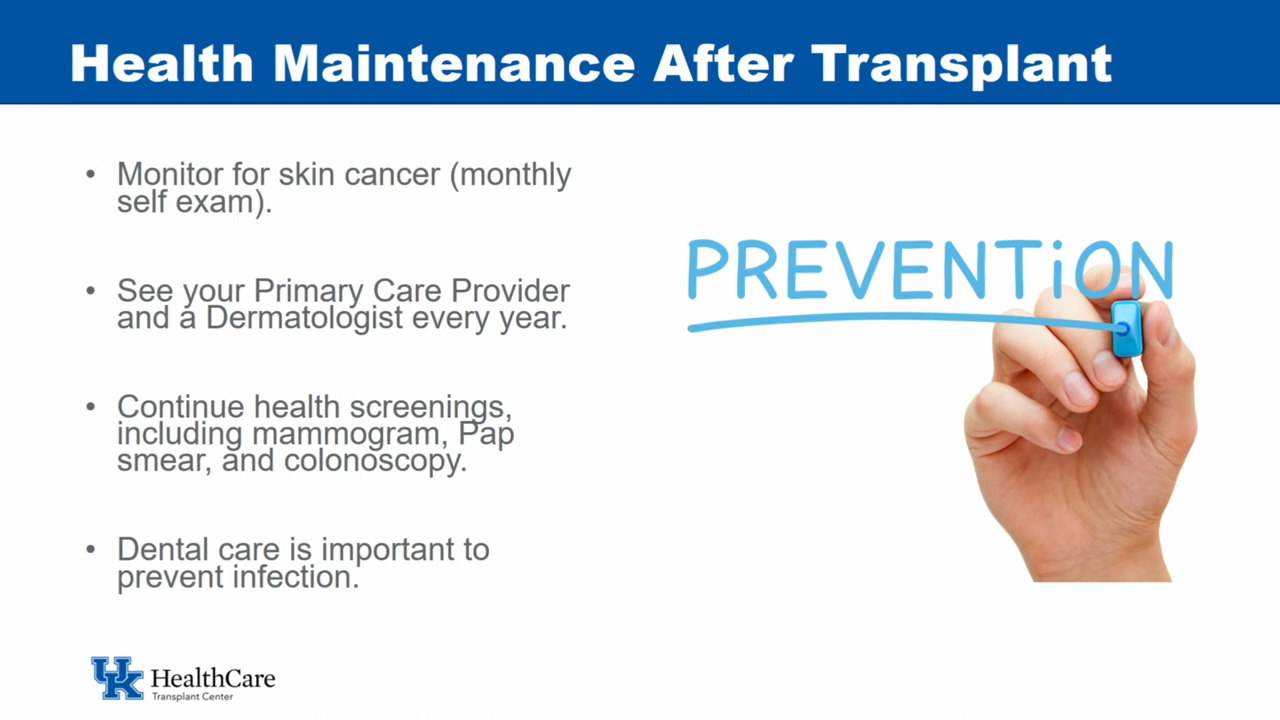 Health Maintenance After Transplant
• Monitor for skin cancer (monthly
self exam).
• See your Primary Care Provider
and a Dermatologist every year.
• Continue health screenings,
including mammogram, Pap
smear, and colonoscopy.
• Dental care is important to
prevent infection.
PREVENTiON
UK HealthCare
Transplant Center